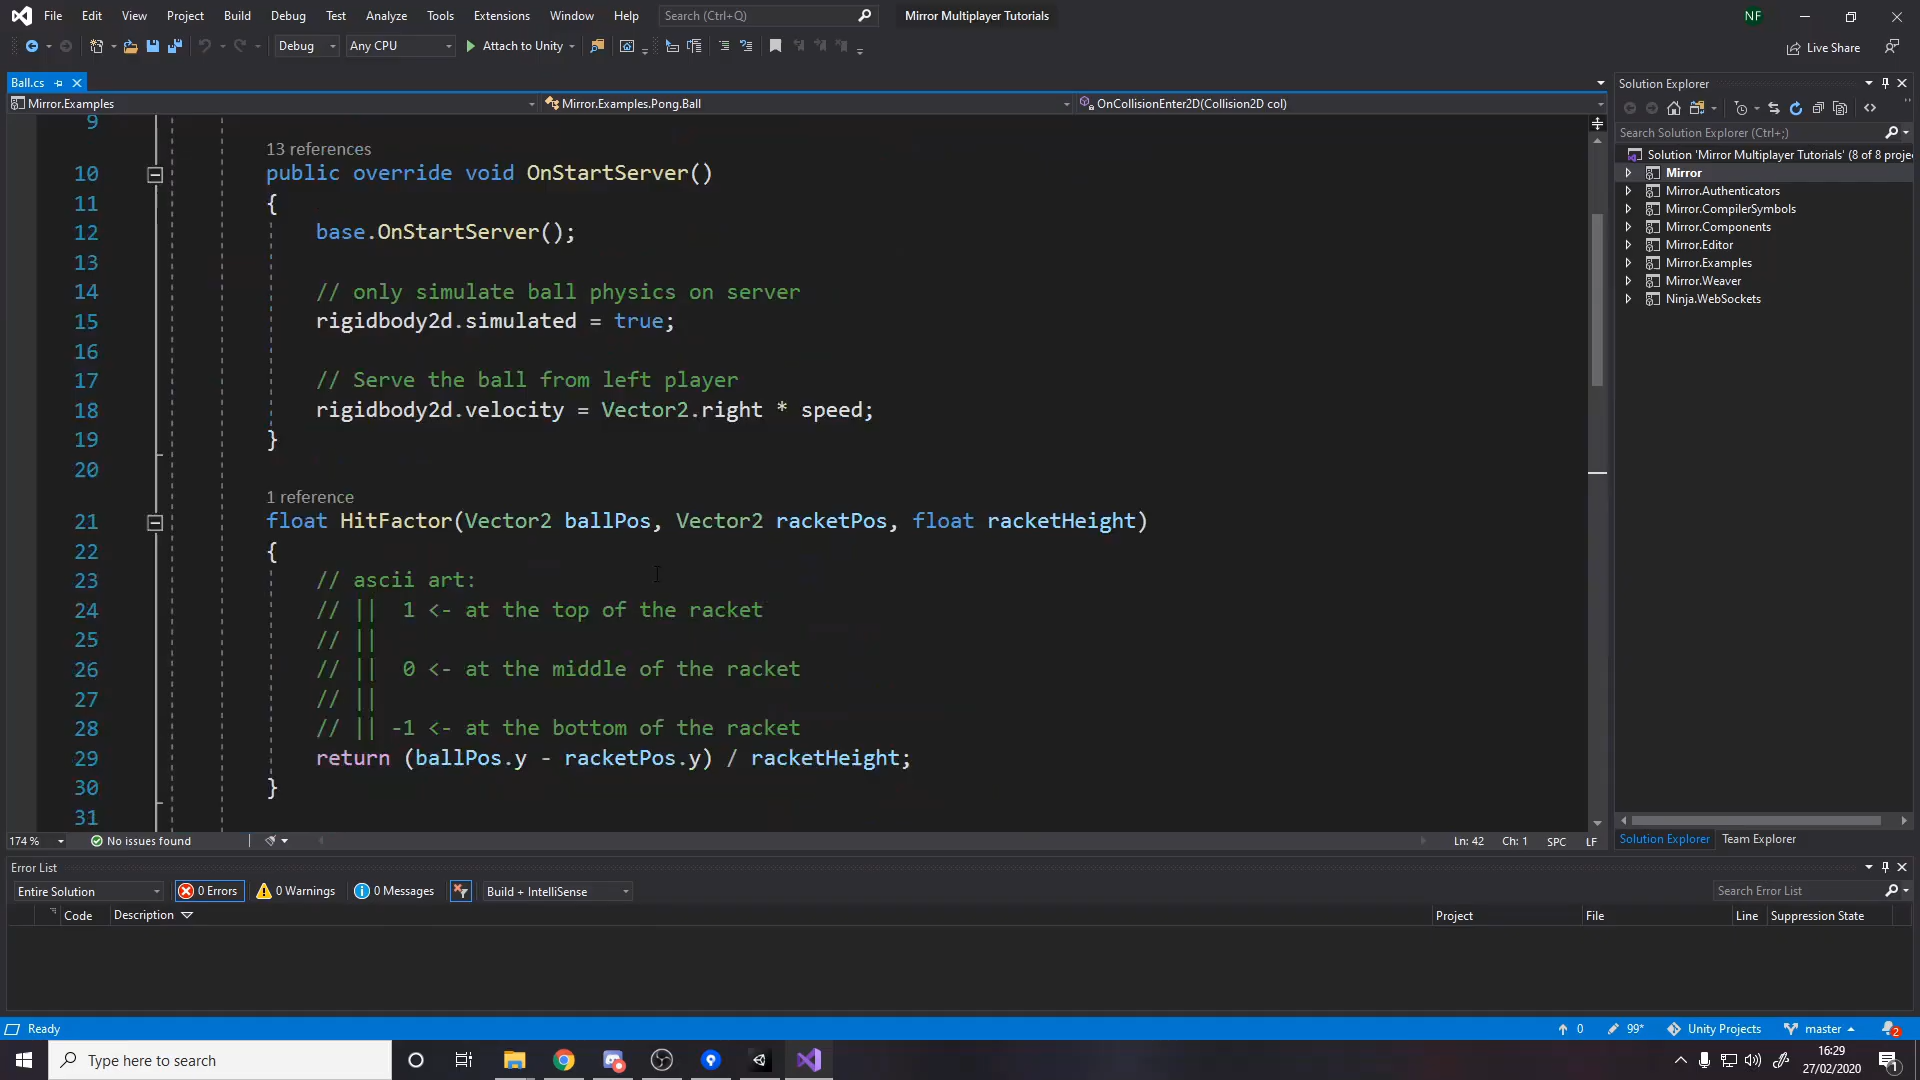 File Edit View Project Build Debug Test Analyze Tools Extensions Window Help Search (Ctrl+Q) Mirror Multiplayer Tutorials NF
Debug Any CPU Attach to Unity Live Share
Ball.cs
Solution Explorer
Mirror.Examples Mirror.Examples.Pong.Ball OnCollisionEnter2D(Collision2D col)
Search Solution Explorer (Ctrl+;)
Solution 'Mirror Multiplayer Tutorials' (8 of 8 projec
Mirror
Mirror.Authenticators
Mirror.CompilerSymbols
Mirror.Components
Mirror.Editor
Mirror.Examples
Mirror.Weaver
Ninja.WebSockets
Solution Explorer Team Explorer
9
13 references
10 public override void OnStartServer()
11 {
12 base.OnStartServer();
13
14 // only simulate ball physics on server
15 rigidbody2d.simulated = true;
16
17 // Serve the ball from left player
18 rigidbody2d.velocity = Vector2.right * speed;
19 }
20
1 reference
21 float HitFactor(Vector2 ballPos, Vector2 racketPos, float racketHeight)
22 {
23 // ascii art:
24 // || 1 <- at the top of the racket
25 // ||
26 // || 0 <- at the middle of the racket
27 // ||
28 // || -1 <- at the bottom of the racket
29 return (ballPos.y - racketPos.y) / racketHeight;
30 }
31
174 % No issues found Ln: 42 Ch: 1 SPC LF
Error List
Entire Solution 0 Errors 0 Warnings 0 Messages Build + IntelliSense Search Error List
Code Description Project File Line Suppression State
Ready 0 99* Unity Projects master 2
Type here to search 16:29
27/02/2020 1